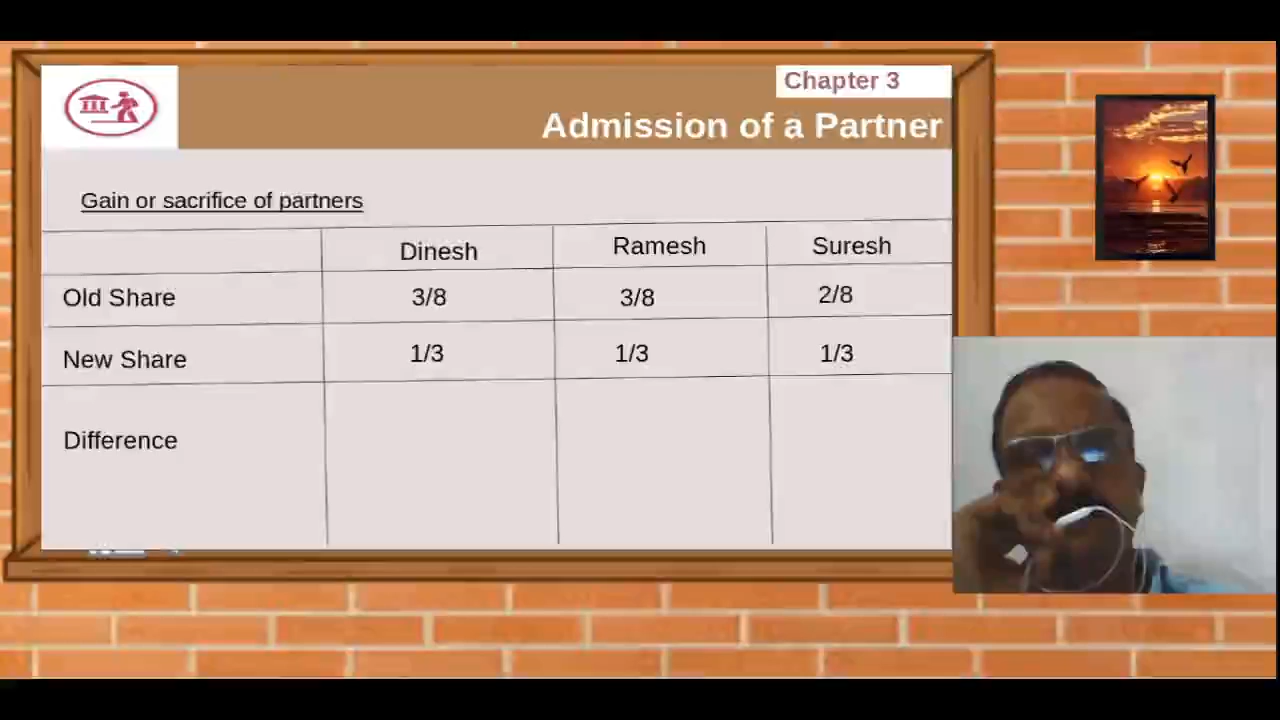 Chapter 3
Admission of a Partner
Gain or sacrifice of partners
Dinesh Ramesh Suresh
Old Share 3/8 3/8 2/8
New Share 1/3 1/3 1/3
Difference